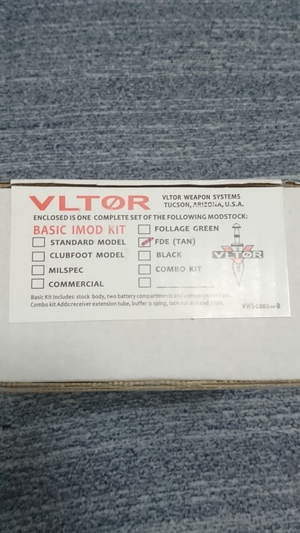 VLTOR
VLTOR WEAPON SYSTEMS
TUCSON, ARIZONA, U.S.A.
ENCLOSED IS ONE COMPLETE SET OF THE FOLLOWING MODSTOCK:
BASIC IMOD KIT
STANDARD MODEL
CLUBFOOT MODEL
MILSPEC
COMMERCIAL
FOLLAGE GREEN
FDE (TAN)
BLACK
COMBO KIT
VLTOR
Basic Kit Includes: stock body, two battery compartments and
Combo kit Adds:receiver extension tube, buffer & sping, lock nut and end plate